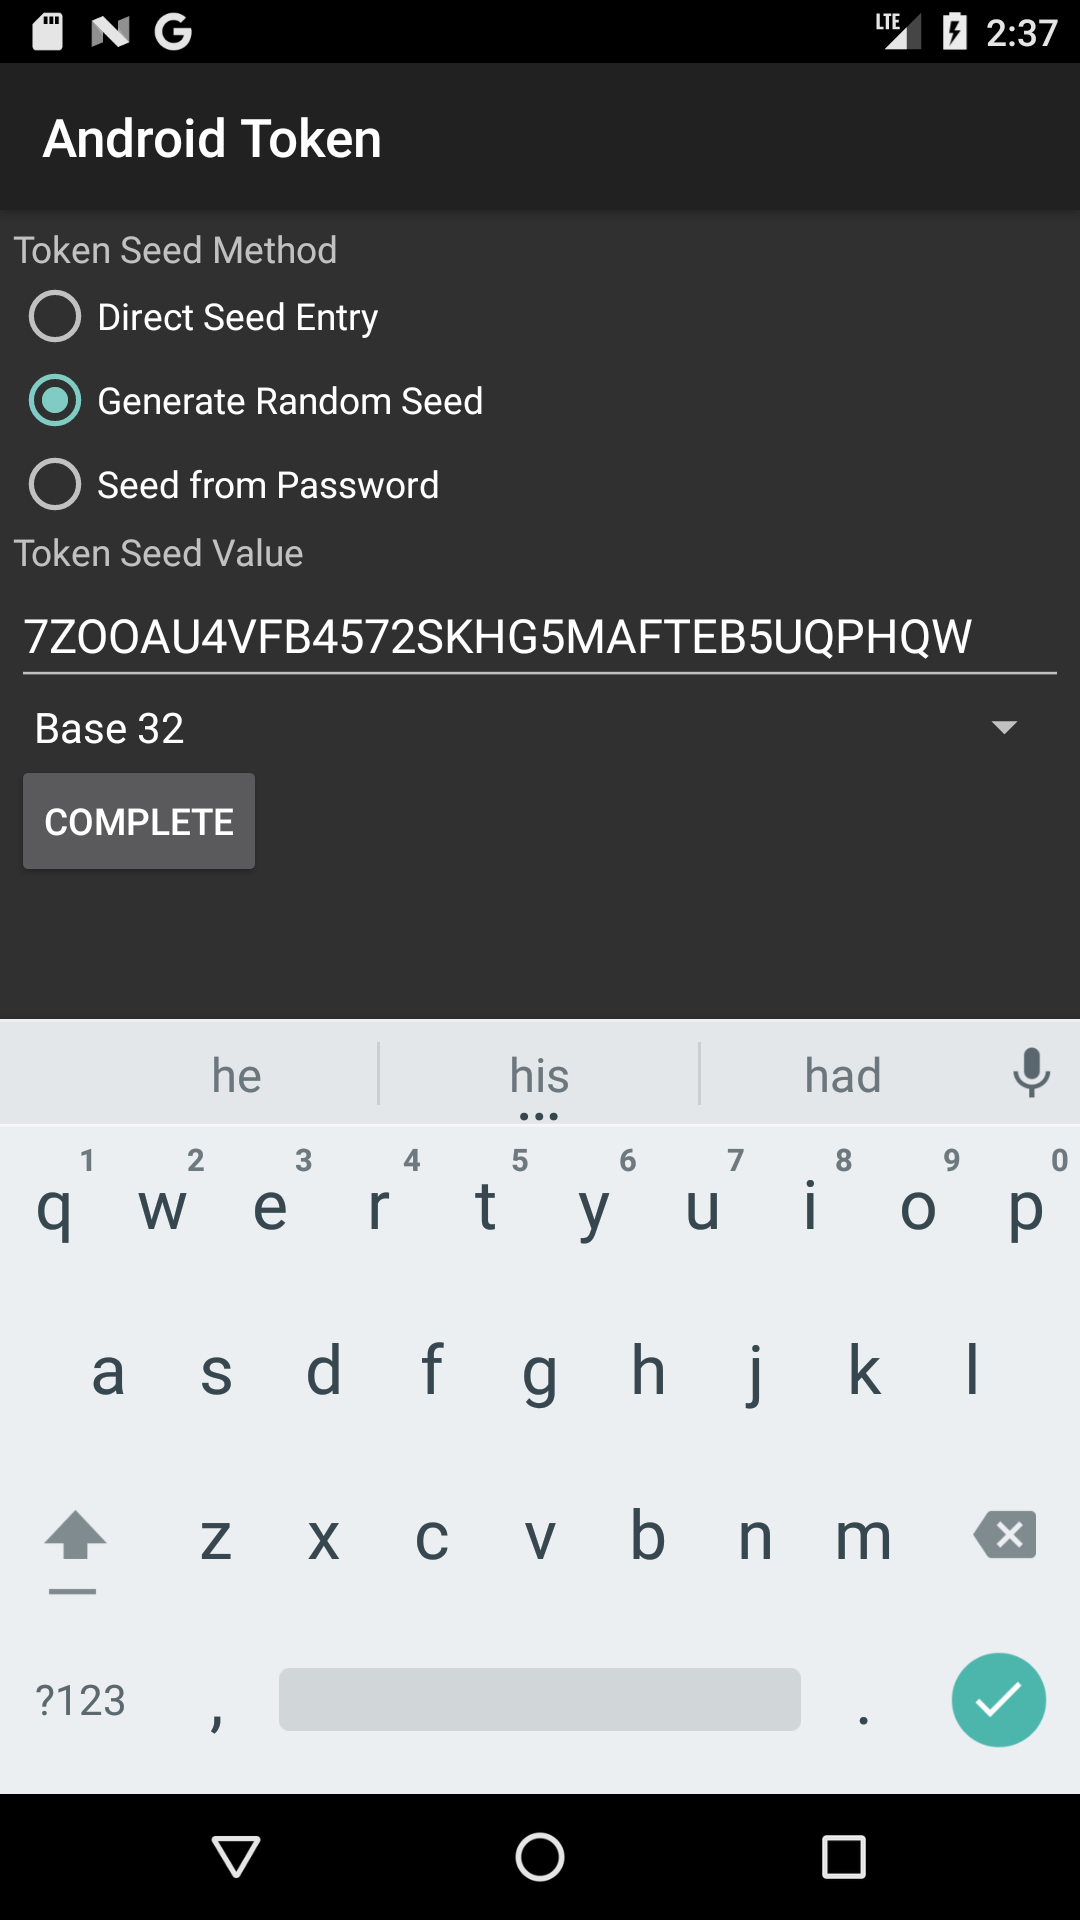 LTE 2:37
Android Token
Token Seed Method
Direct Seed Entry
Generate Random Seed
Seed from Password
Token Seed Value
7ZOOAU4VFB4572SKHG5MAFTEB5UQPHQW
Base 32
COMPLETE
he his had
1 2 3 4 5 6 7 8 9 0
q w e r t y u i o p
a s d f g h j k l
z x c v b n m
?123 , .